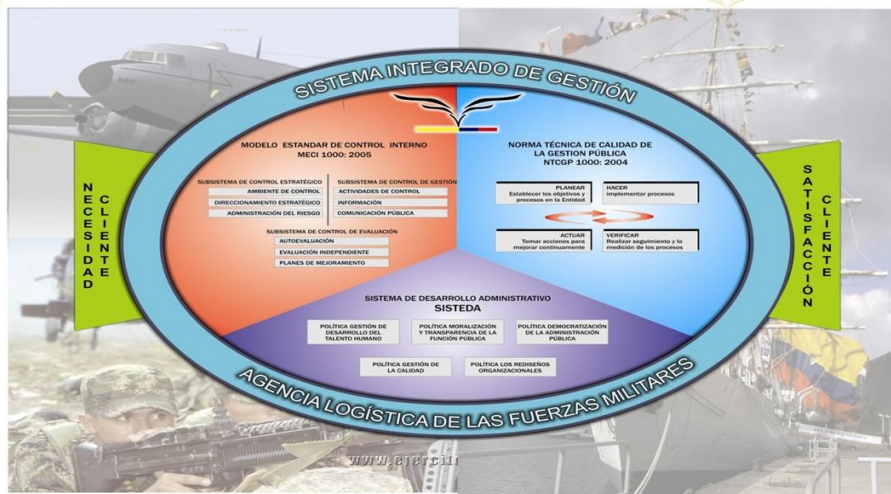 SISTEMA INTEGRADO DE GESTIÓN
MODELO ESTANDAR DE CONTROL INTERNO
MECI 1000: 2005
SUBSISTEMA DE CONTROL ESTRATÉGICO
AMBIENTE DE CONTROL
DIRECCIONAMIENTO ESTRATÉGICO
ADMINISTRACIÓN DEL RIESGO
SUBSISTEMA DE CONTROL DE GESTIÓN
ACTIVIDADES DE CONTROL
INFORMACIÓN
COMUNICACIÓN PÚBLICA
SUBSISTEMA DE CONTROL DE EVALUACIÓN
AUTOEVALUACIÓN
EVALUACIÓN INDEPENDIENTE
PLANES DE MEJORAMIENTO
NORMA TÉCNICA DE CALIDAD DE
LA GESTION PÚBLICA
NTCGP 1000: 2004
PLANEAR
Establecer los objetivos y
procesos en la Entidad
HACER
implementar procesos
ACTUAR
Tomar acciones para
mejorar continuamente
VERIFICAR
Realizar seguimiento y la
medición de los procesos
SISTEMA DE DESARROLLO ADMINISTRATIVO
SISTEDA
POLÍTICA GESTIÓN DE
DESARROLLO DEL
TALENTO HUMANO
POLÍTICA MORALIZACIÓN
Y TRANSPARENCIA DE LA
FUNCIÓN PÚBLICA
POLÍTICA DEMOCRATIZACIÓN
DE LA ADMINISTRACIÓN
PÚBLICA
POLÍTICA GESTIÓN DE
LA CALIDAD
POLÍTICA LOS REDISEÑOS
ORGANIZACIONALES
AGENCIA LOGÍSTICA DE LAS FUERZAS MILITARES
NECESIDAD
CLIENTE
SATISFACCIÓN
CLIENTE